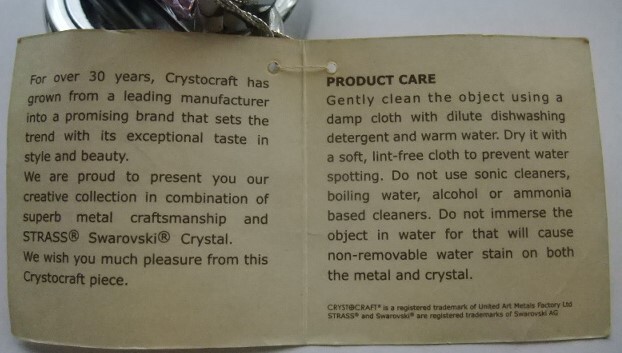 For over 30 years, Crystocraft has
grown from a leading manufacturer
into a promising brand that sets the
trend with its exceptional taste in
style and beauty.
We are proud to present you our
creative collection in combination of
superb metal craftsmanship and
STRASS® Swarovski® Crystal.
We wish you much pleasure from this
Crystocraft piece.
PRODUCT CARE
Gently clean the object using a
damp cloth with dilute dishwashing
detergent and warm water. Dry it with
a soft, lint-free cloth to prevent water
spotting. Do not use sonic cleaners,
boiling water, alcohol or ammonia
based cleaners. Do not immerse the
object in water for that will cause
non-removable water stain on both
the metal and crystal.
CRYSTOCRAFT® is a registered trademark of United Art Metals Factory Ltd
STRASS® and Swarovski® are registered trademarks of Swarovski AG